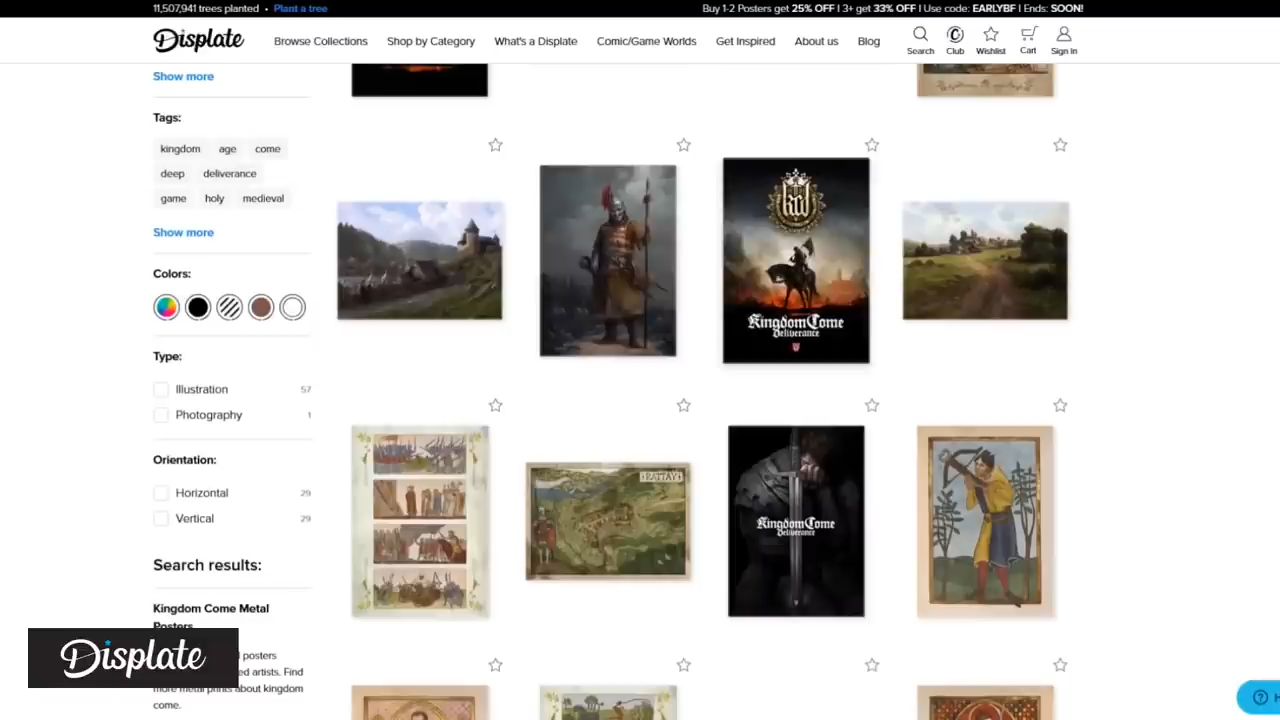 11,507,941 trees planted • Plant a tree
Buy 1-2 Posters get 25% OFF I 3+ get 33% OFF I Use code: EARLYBF I Ends: SOON!
Displate
Browse Collections
Shop by Category
What's a Displate
Comic/Game Worlds
Get Inspired
About us
Blog
Search
Club
Wishlist
Cart
Sign In
Show more
Tags:
kingdom age come
deep deliverance
game holy medieval
Show more
Colors:
Type:
Illustration 57
Photography 1
Orientation:
Horizontal 29
Vertical 29
Search results:
Kingdom Come Metal
Posters
posters
ed artists. Find
more metal prints about kingdom
come.
Displate
kcd
Kingdom Come
Deliverance
RATTAY
Kingdom Come
Deliverance